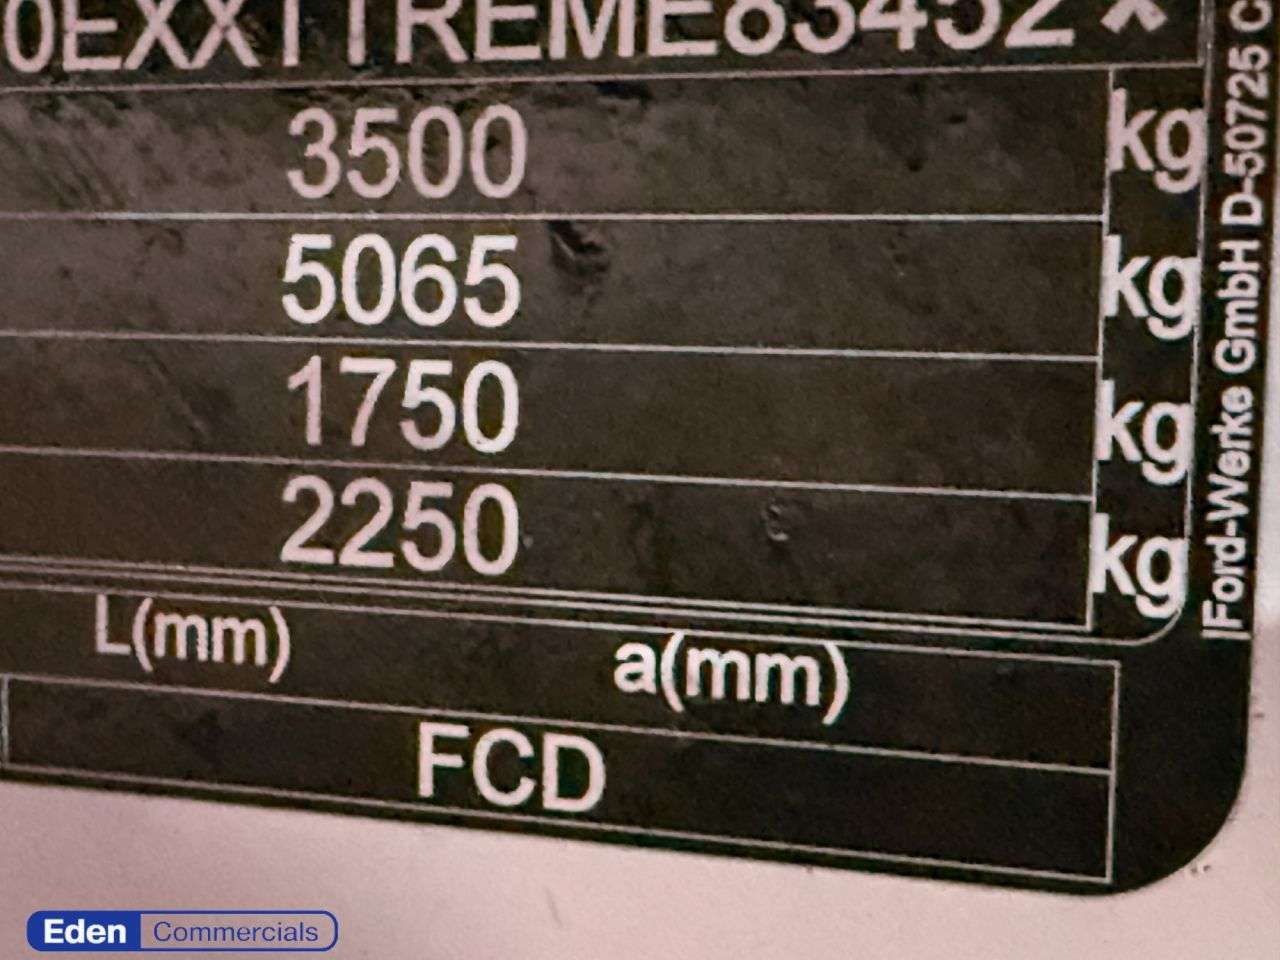 0EXXTTREME83452*
3500 kg
5065 kg
1750 kg
2250 kg
L(mm) a(mm)
FCD
Ford-Werke GmbH D-50725 C
Eden Commercials